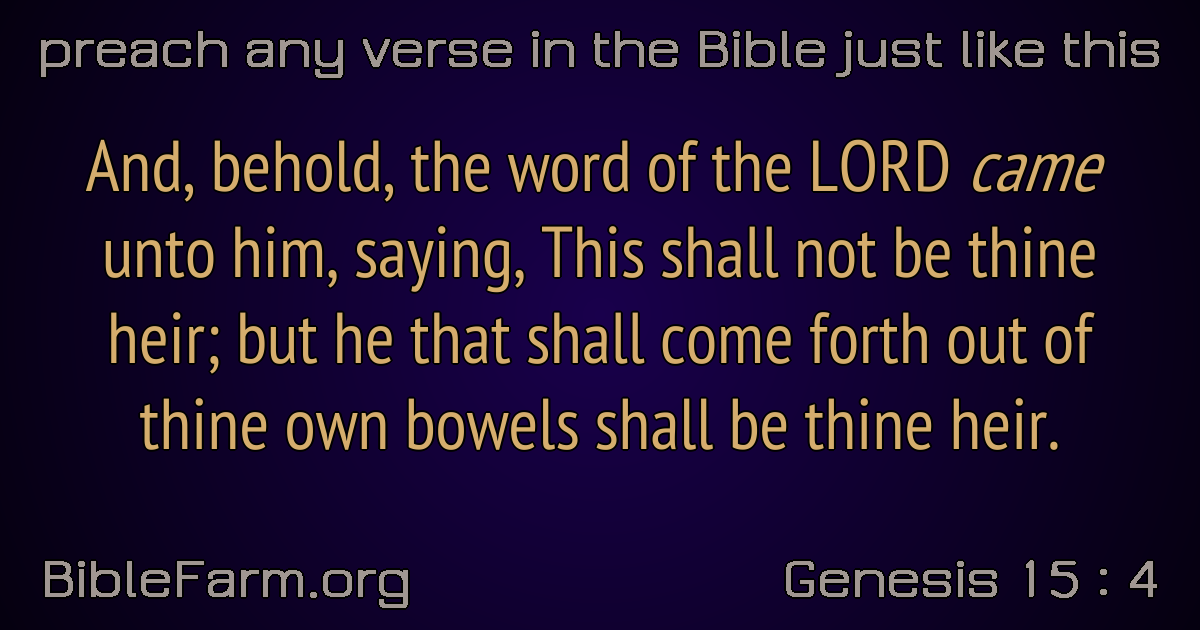 preach any verse in the Bible just like this
And, behold, the word of the LORD came
unto him, saying, This shall not be thine
heir; but he that shall come forth out of
thine own bowels shall be thine heir.
BibleFarm.org
Genesis 15 : 4